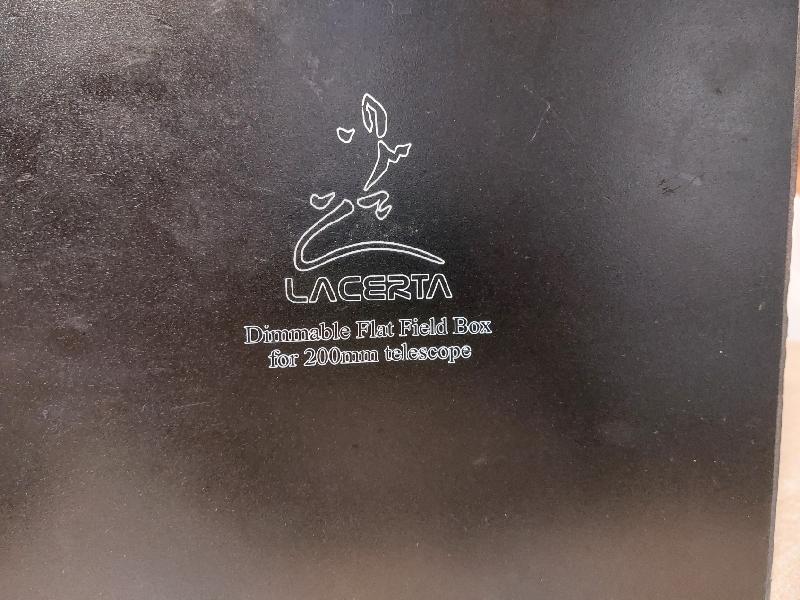 LACERTA
Dimmable Flat Field Box
for 200mm telescope